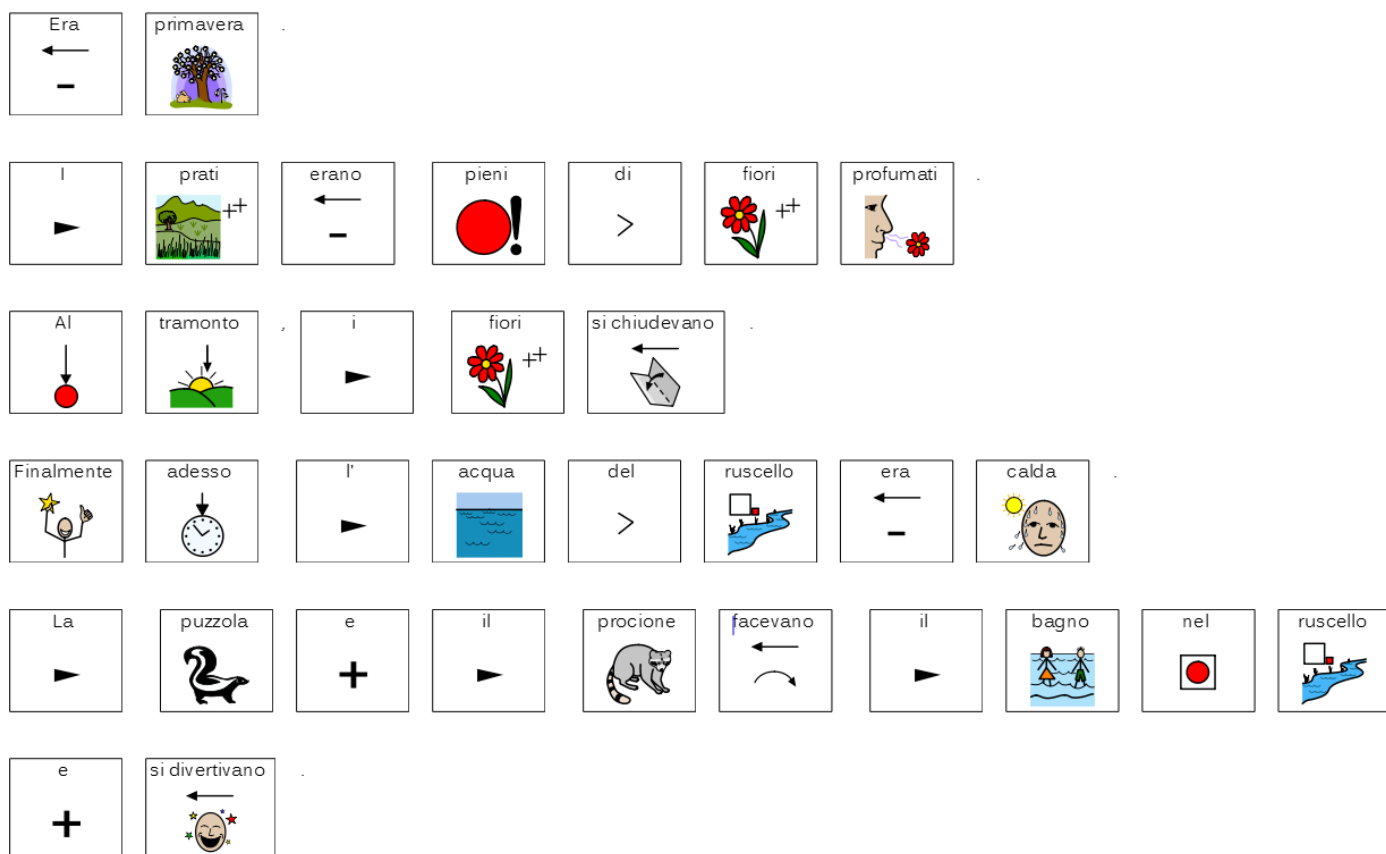 Era primavera .
I prati erano pieni di fiori profumati .
Al tramonto , i fiori si chiudevano .
Finalmente adesso l' acqua del ruscello era calda .
La puzzola e il procione facevano il bagno nel ruscello
e si divertivano .